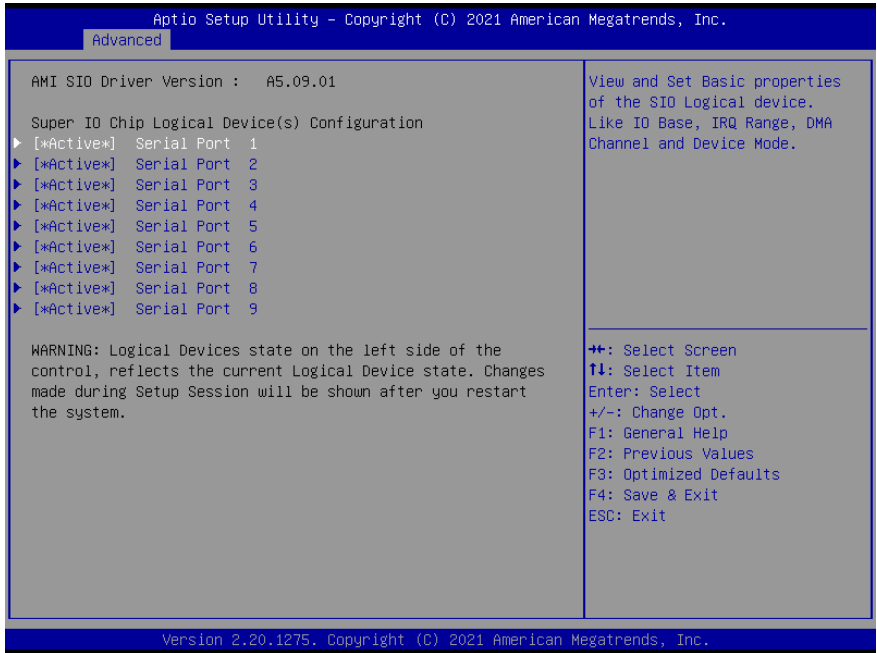 Aptio Setup Utility – Copyright (C) 2021 American Megatrends, Inc.
Advanced
AMI SIO Driver Version : A5.09.01
Super IO Chip Logical Device(s) Configuration
[*Active*] Serial Port 1
[*Active*] Serial Port 2
[*Active*] Serial Port 3
[*Active*] Serial Port 4
[*Active*] Serial Port 5
[*Active*] Serial Port 6
[*Active*] Serial Port 7
[*Active*] Serial Port 8
[*Active*] Serial Port 9
WARNING: Logical Devices state on the left side of the
control, reflects the current Logical Device state. Changes
made during Setup Session will be shown after you restart
the system.
View and Set Basic properties
of the SIO Logical device.
Like IO Base, IRQ Range, DMA
Channel and Device Mode.
→←: Select Screen
↑↓: Select Item
Enter: Select
+/-: Change Opt.
F1: General Help
F2: Previous Values
F3: Optimized Defaults
F4: Save & Exit
ESC: Exit
Version 2.20.1275. Copyright (C) 2021 American Megatrends, Inc.